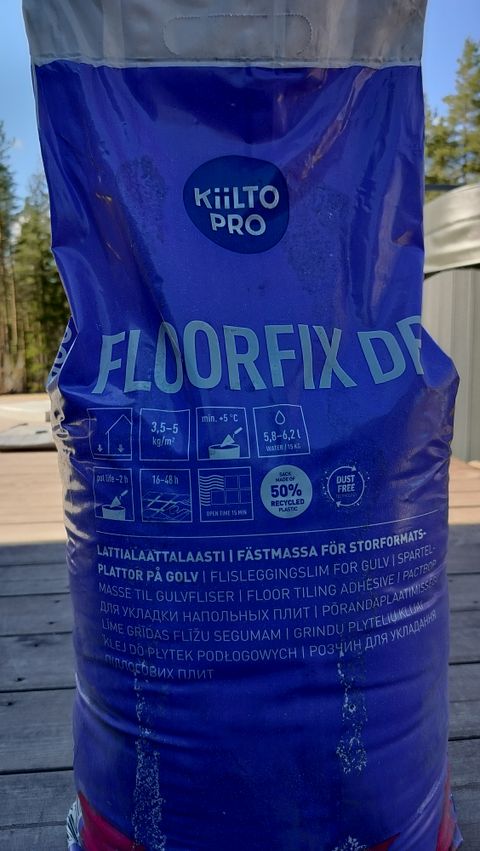 KiiLTO
PRO
FLOORFIX DF
3,5-5
kg/m²
min. +5 °C
5,8-6,2 l
WATER / 15 KG
pot life ~2 h
16-48 h
OPEN TIME 15 MIN
SACK
MADE OF
50%
RECYCLED
PLASTIC
DUST
FREE
LATTIALAATTALAASTI | FÄSTMASSA FÖR STORFORMATS-
PLATTOR PÅ GOLV | FLISLEGGINGSLIM FOR GULV | SPARTEL-
MASSE TIL GULVFLISER | FLOOR TILING ADHESIVE | РАСТВОР
ДЛЯ УКЛАДКИ НАПОЛЬНЫХ ПЛИТ | PÕRANDAPLAATIMISSEGU
LĪME GRĪDAS FLĪŽU SEGUMAM | GRINDŲ PLYTELIŲ KLIJAI
KLEJ DO PŁYTEK PODŁOGOWYCH | РОЗЧИН ДЛЯ УКЛАДАННЯ
ПІДЛОГОВИХ ПЛИТ